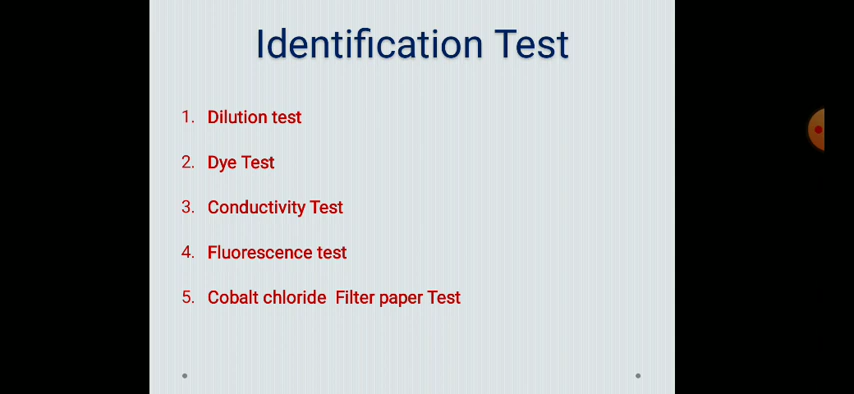 Identification Test
1. Dilution test
2. Dye Test
3. Conductivity Test
4. Fluorescence test
5. Cobalt chloride  Filter paper Test